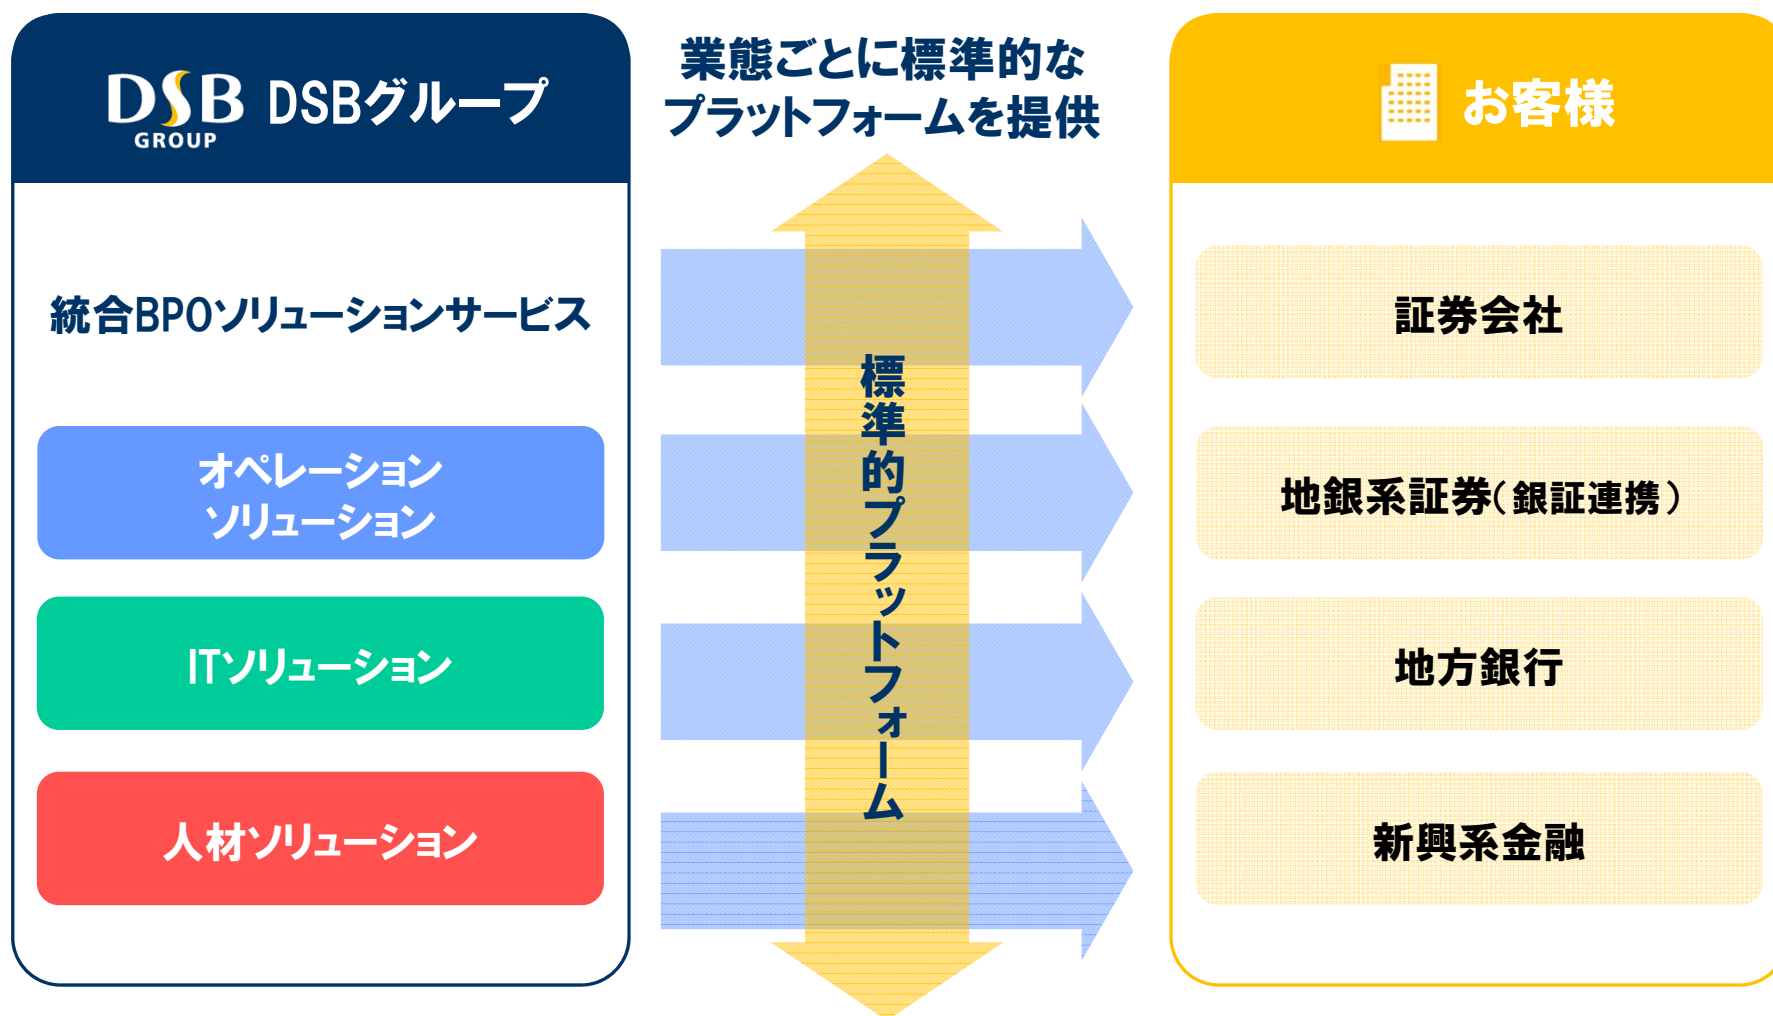 DSB
GROUP
DSBグループ
統合BPOソリューションサービス
オペレーション
ソリューション
ITソリューション
人材ソリューション
業態ごとに標準的な
プラットフォームを提供
標準的プラットフォーム
お客様
証券会社
地銀系証券（銀証連携）
地方銀行
新興系金融